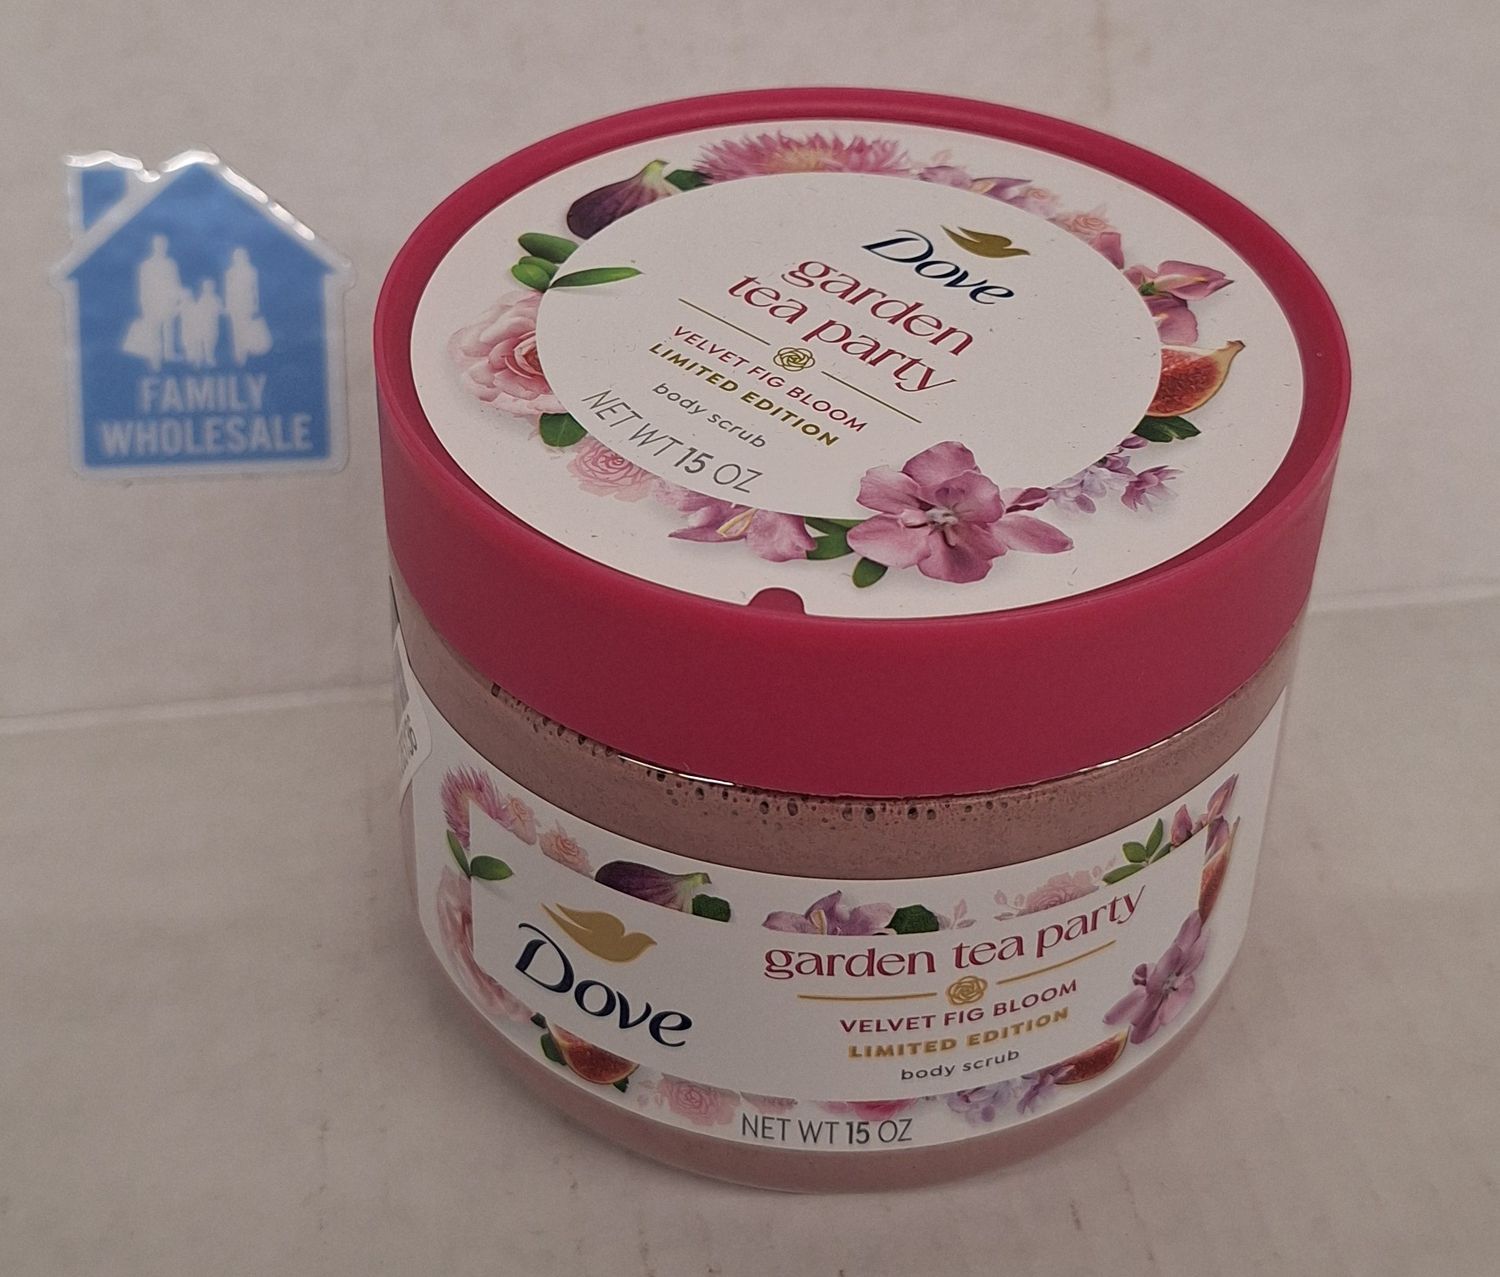 FAMILY
WHOLESALE
Dove
garden
tea party
VELVET FIG BLOOM
LIMITED EDITION
body scrub
NET WT 15 OZ
Dove
garden tea party
VELVET FIG BLOOM
LIMITED EDITION
body scrub
NET WT 15 OZ